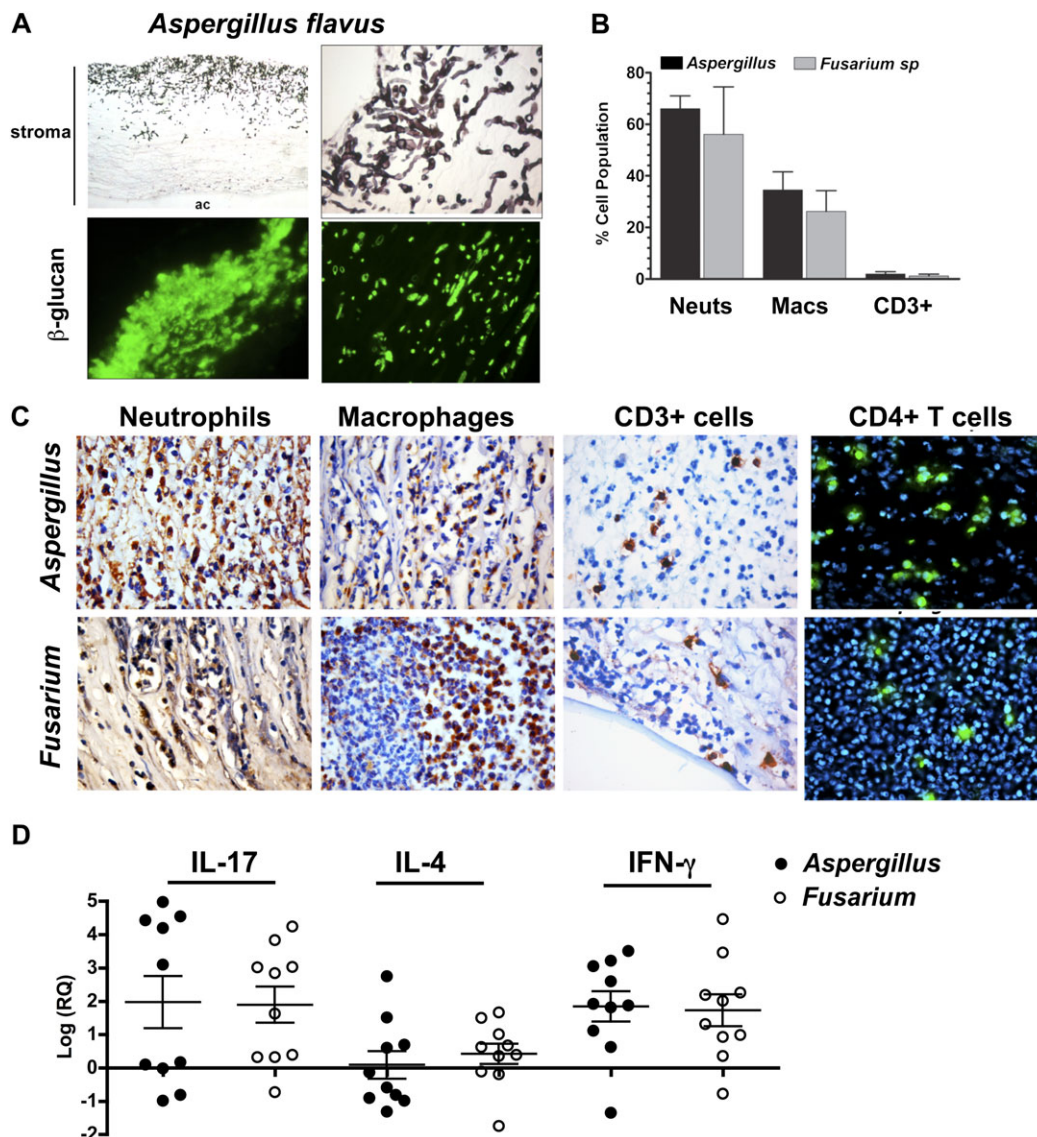 A
Aspergillus flavus
stroma
ac
β-glucan
B
Aspergillus
Fusarium sp
80
60
40
20
0
% Cell Population
Neuts Macs CD3+
C
Neutrophils Macrophages CD3+ cells CD4+ T cells
Aspergillus
Fusarium
D
IL-17 IL-4 IFN-γ
Aspergillus
Fusarium
5
4
3
2
1
0
-1
-2
Log (RQ)